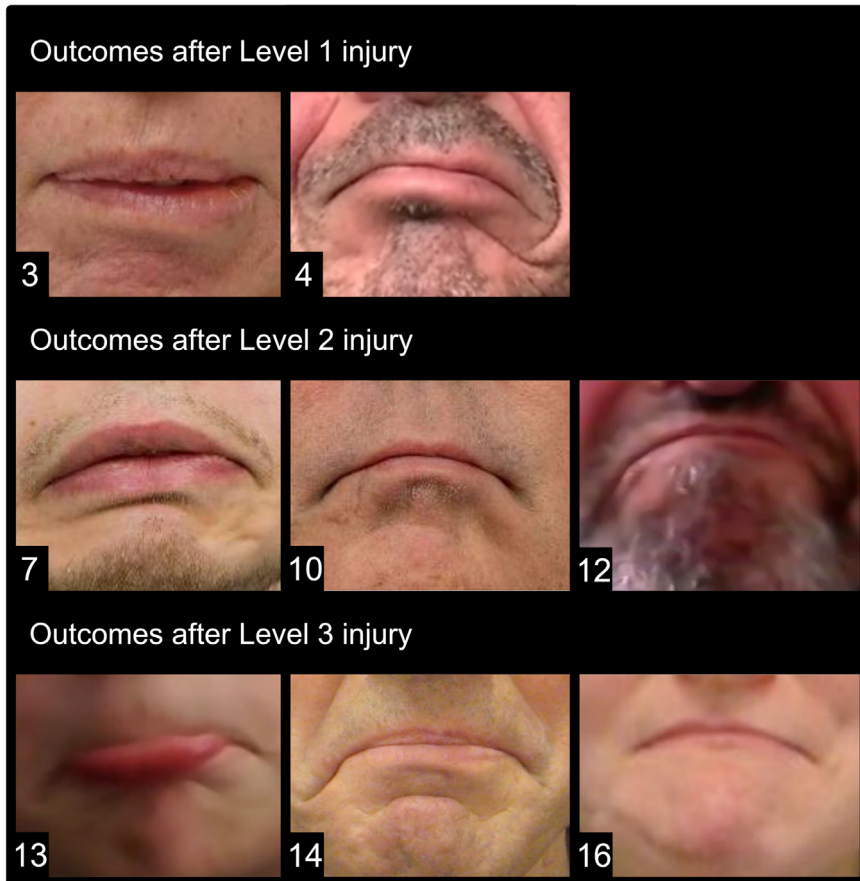 Outcomes after Level 1 injury
3 4
Outcomes after Level 2 injury
7 10 12
Outcomes after Level 3 injury
13 14 16